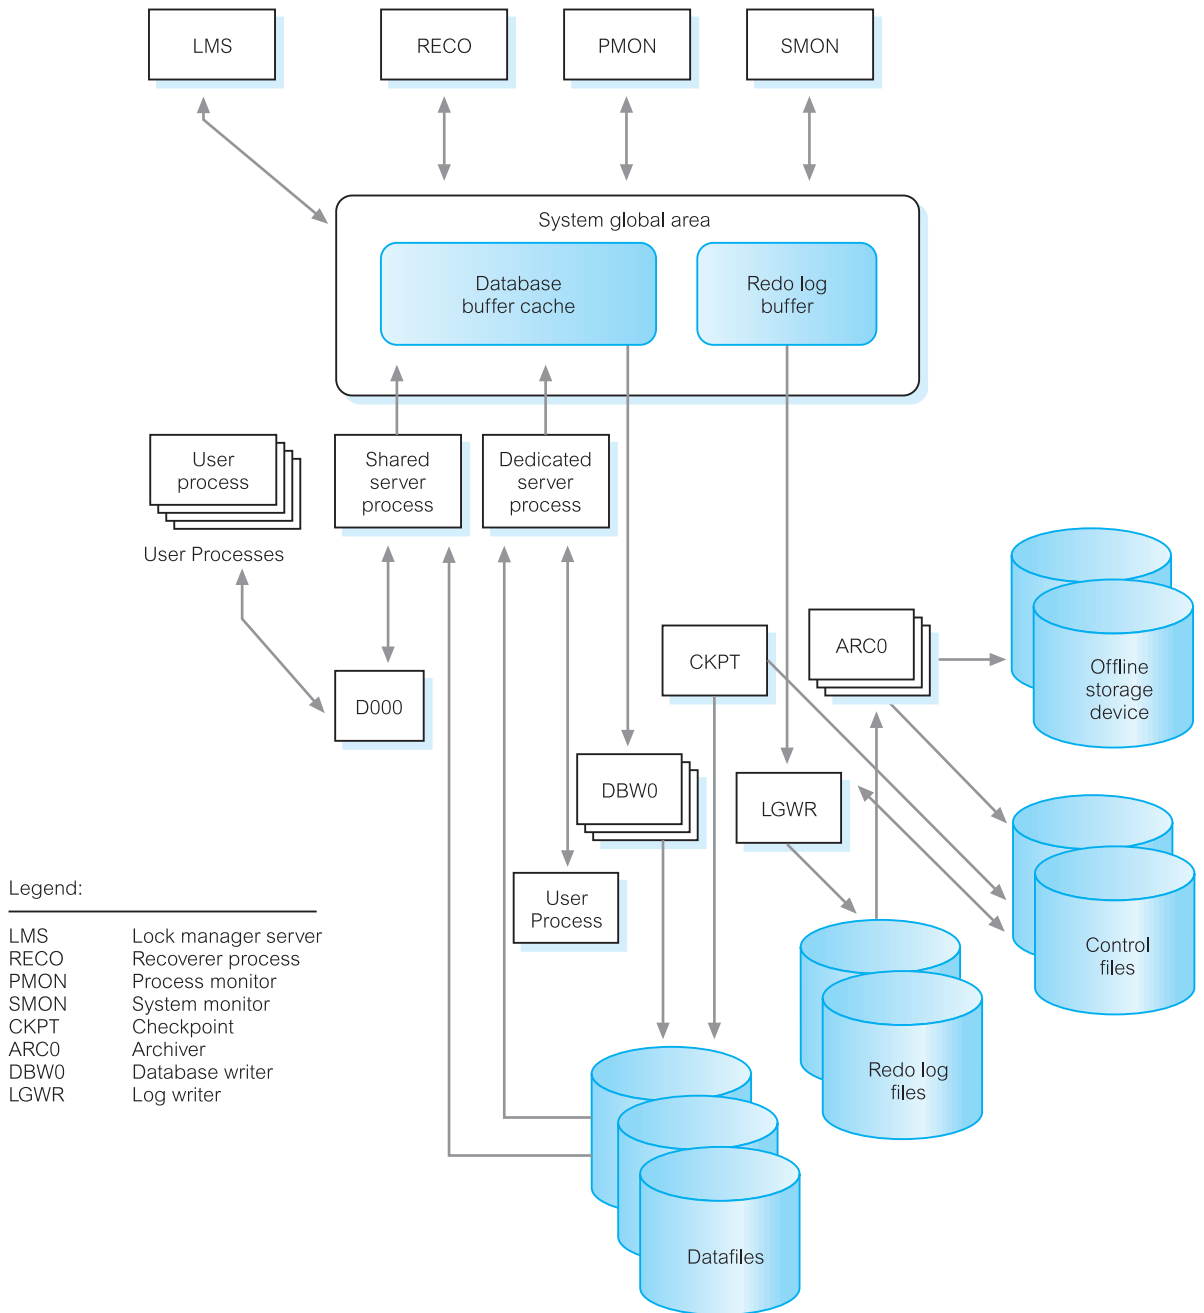 LMS
RECO
PMON
SMON
System global area
Database
buffer cache
Redo log
buffer
User
process
User Processes
Shared
server
process
Dedicated
server
process
CKPT
ARC0
Offline
storage
device
D000
DBW0
LGWR
User
Process
Control
files
Redo log
files
Datafiles
Legend:
LMS Lock manager server
RECO Recoverer process
PMON Process monitor
SMON System monitor
CKPT Checkpoint
ARC0 Archiver
DBW0 Database writer
LGWR Log writer